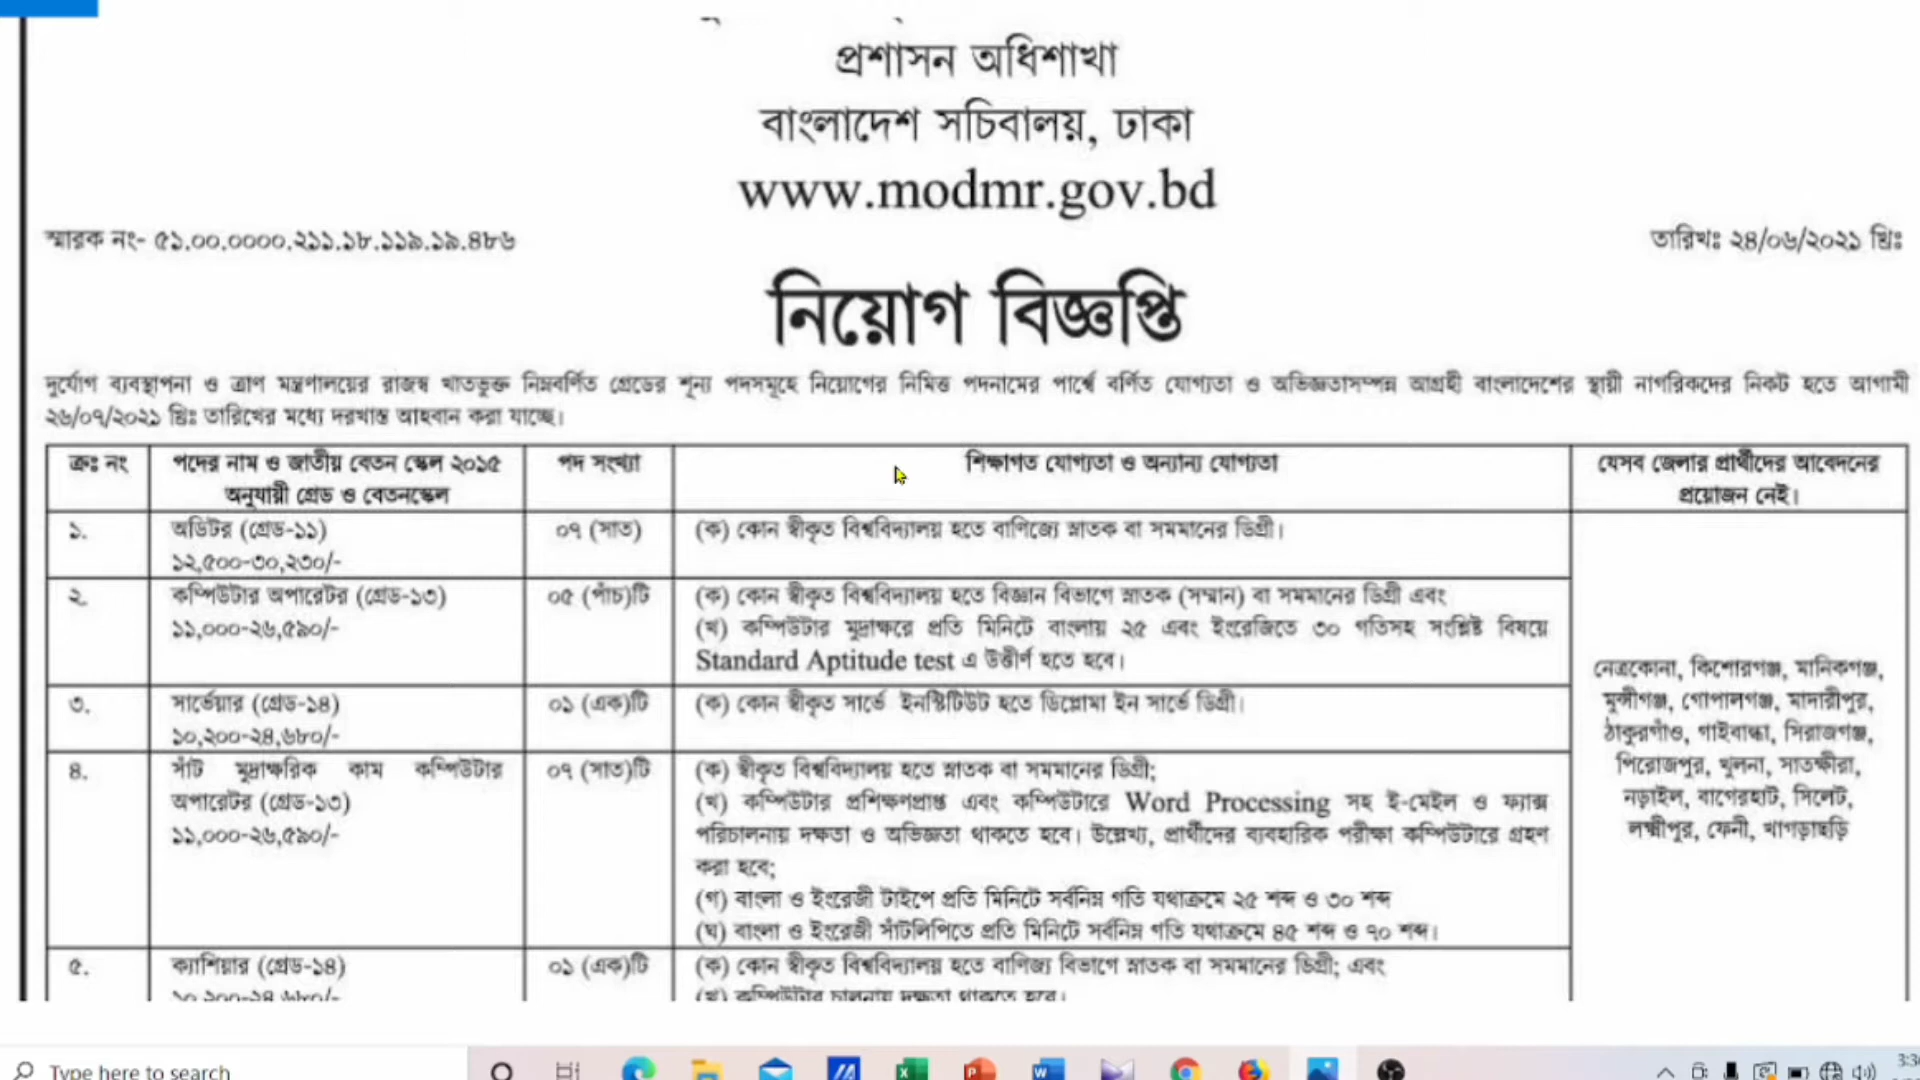 প্রশাসন অধিশাখা
বাংলাদেশ সচিবালয়, ঢাকা
www.modmr.gov.bd
স্মারক নং- ৫১.০০.০০০০.২১১.১৮.১১৯.১৯.৪৮৬
তারিখঃ ২৪/০৬/২০২১ খ্রিঃ
নিয়োগ বিজ্ঞপ্তি
দুর্যোগ ব্যবস্থাপনা ও ত্রাণ মন্ত্রণালয়ের রাজস্ব খাতভুক্ত নিম্নবর্ণিত গ্রেডের শূন্য পদসমূহে নিয়োগের নিমিত্ত পদনামের পার্শ্বে বর্ণিত যোগ্যতা ও অভিজ্ঞতাসম্পন্ন আগ্রহী বাংলাদেশের স্থায়ী নাগরিকদের নিকট হতে আগামী
২৬/০৭/২০২১ খ্রিঃ তারিখের মধ্যে দরখাস্ত আহবান করা যাচ্ছে।
ক্রঃ নং
পদের নাম ও জাতীয় বেতন স্কেল ২০১৫
অনুযায়ী গ্রেড ও বেতনস্কেল
পদ সংখ্যা
শিক্ষাগত যোগ্যতা ও অন্যান্য যোগ্যতা
যেসব জেলার প্রার্থীদের আবেদনের
প্রয়োজন নেই।
১.
অডিটর (গ্রেড-১১)
১২,৫০০-৩০,২৩০/-
০৭ (সাত)
(ক) কোন স্বীকৃত বিশ্ববিদ্যালয় হতে বাণিজ্যে স্নাতক বা সমমানের ডিগ্রী।
২.
কম্পিউটার অপারেটর (গ্রেড-১৩)
১১,০০০-২৬,৫৯০/-
০৫ (পাঁচ)টি
(ক) কোন স্বীকৃত বিশ্ববিদ্যালয় হতে বিজ্ঞান বিভাগে স্নাতক (সম্মান) বা সমমানের ডিগ্রী এবং
(খ) কম্পিউটার মুদ্রাক্ষরে প্রতি মিনিটে বাংলায় ২৫ এবং ইংরেজিতে ৩০ গতিসহ সংশ্লিষ্ট বিষয়ে
Standard Aptitude test এ উত্তীর্ণ হতে হবে।
৩.
সার্ভেয়ার (গ্রেড-১৪)
১০,২০০-২৪,৬৮০/-
০১ (এক)টি
(ক) কোন স্বীকৃত সার্ভে ইনস্টিটিউট হতে ডিপ্লোমা ইন সার্ভে ডিগ্রী।
৪.
সাঁট মুদ্রাক্ষরিক কাম কম্পিউটার
অপারেটর (গ্রেড-১৩)
১১,০০০-২৬,৫৯০/-
০৭ (সাত)টি
(ক) স্বীকৃত বিশ্ববিদ্যালয় হতে স্নাতক বা সমমানের ডিগ্রী;
(খ) কম্পিউটার প্রশিক্ষণপ্রাপ্ত এবং কম্পিউটারে Word Processing সহ ই-মেইল ও ফ্যাক্স
পরিচালনায় দক্ষতা ও অভিজ্ঞতা থাকতে হবে। উল্লেখ্য, প্রার্থীদের ব্যবহারিক পরীক্ষা কম্পিউটারে গ্রহণ
করা হবে;
(গ) বাংলা ও ইংরেজী টাইপে প্রতি মিনিটে সর্বনিম্ন গতি যথাক্রমে ২৫ শব্দ ও ৩০ শব্দ
(ঘ) বাংলা ও ইংরেজী সাঁটলিপিতে প্রতি মিনিটে সর্বনিম্ন গতি যথাক্রমে ৪৫ শব্দ ও ৭০ শব্দ।
৫.
ক্যাশিয়ার (গ্রেড-১৪)
১০,২০০-২৪,৬৮০/-
০১ (এক)টি
(ক) কোন স্বীকৃত বিশ্ববিদ্যালয় হতে বাণিজ্য বিভাগে স্নাতক বা সমমানের ডিগ্রী; এবং
(খ) কম্পিউটার চালনায় দক্ষতা থাকতে হবে।
নেত্রকোনা, কিশোরগঞ্জ, মানিকগঞ্জ,
মুন্সীগঞ্জ, গোপালগঞ্জ, মাদারীপুর,
ঠাকুরগাঁও, গাইবান্ধা, সিরাজগঞ্জ,
পিরোজপুর, খুলনা, সাতক্ষীরা,
নড়াইল, বাগেরহাট, সিলেট,
লক্ষ্মীপুর, ফেনী, খাগড়াছড়ি
Type here to search